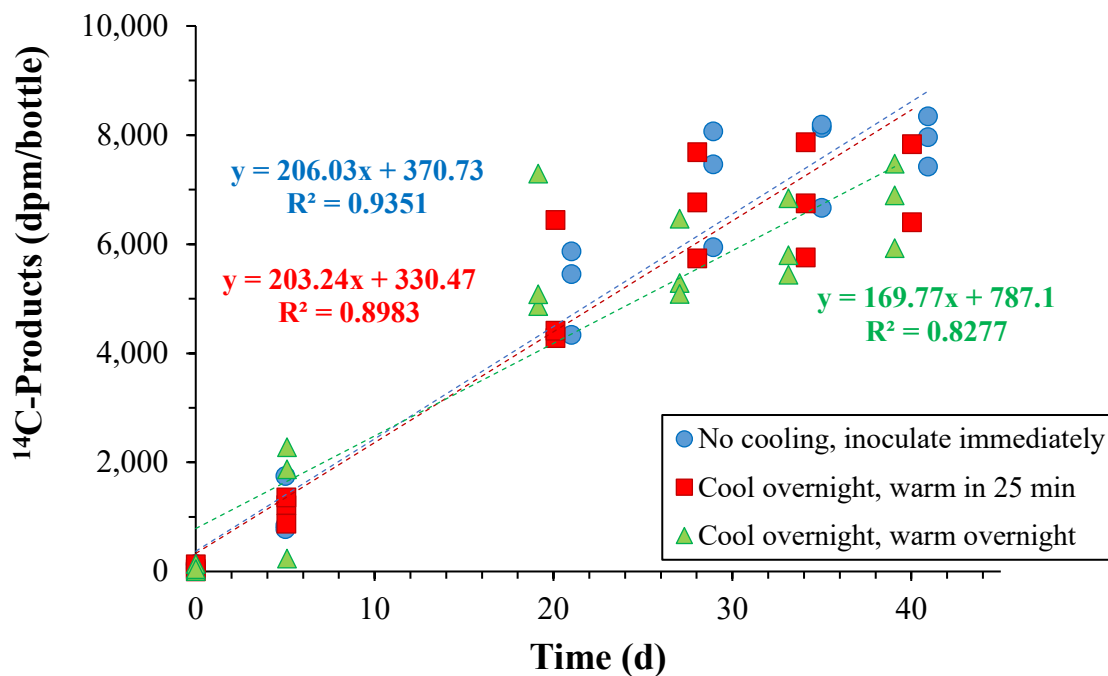 10,000
8,000
6,000
4,000
2,000
0
¹⁴C-Products (dpm/bottle)
y = 206.03x + 370.73
R² = 0.9351
y = 203.24x + 330.47
R² = 0.8983
y = 169.77x + 787.1
R² = 0.8277
No cooling, inoculate immediately
Cool overnight, warm in 25 min
Cool overnight, warm overnight
0 10 20 30 40
Time (d)